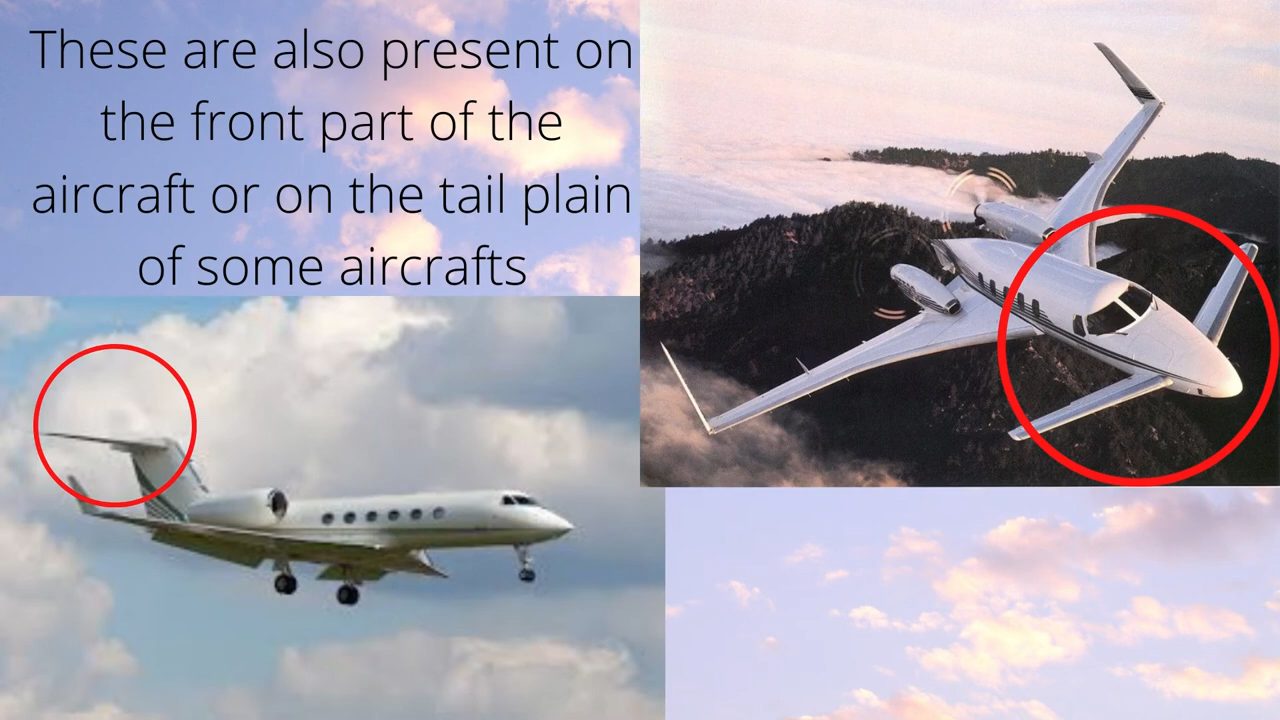 These are also present on
the front part of the
aircraft or on the tail plain
of some aircrafts